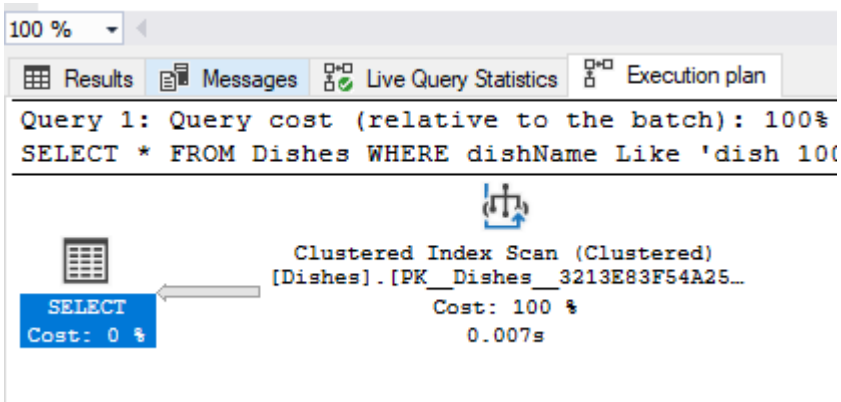 100 %
Results Messages Live Query Statistics Execution plan
Query 1: Query cost (relative to the batch): 100%
SELECT * FROM Dishes WHERE dishName Like 'dish 100
Clustered Index Scan (Clustered)
[Dishes].[PK__Dishes__3213E83F54A25…
Cost: 100 %
0.007s
SELECT
Cost: 0 %